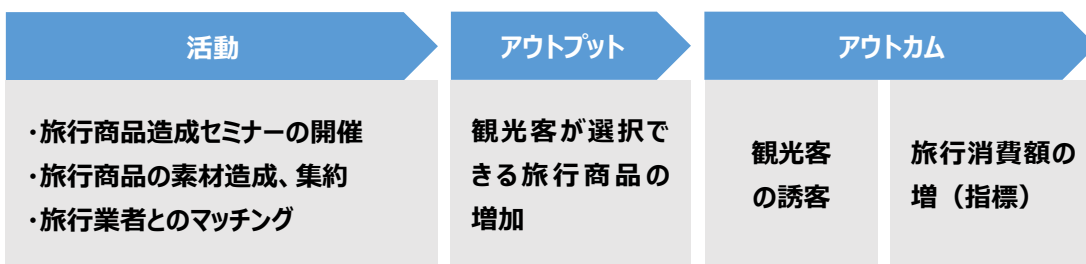 活動
アウトプット
アウトカム
・旅行商品造成セミナーの開催
・旅行商品の素材造成、集約
・旅行業者とのマッチング
観光客が選択で
きる旅行商品の
増加
観光客
の誘客
旅行消費額の
増（指標）